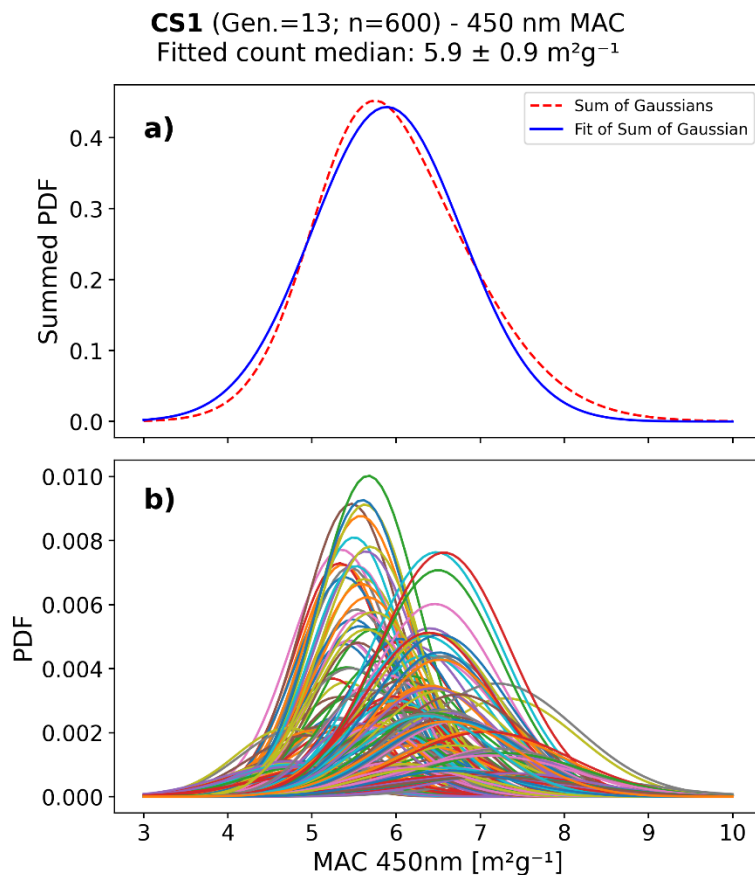 CS1 (Gen.=13; n=600) - 450 nm MAC
Fitted count median: 5.9 ± 0.9 m²g⁻¹
a)
Sum of Gaussians
Fit of Sum of Gaussian
Summed PDF
0.4
0.3
0.2
0.1
0.0
b)
PDF
0.010
0.008
0.006
0.004
0.002
0.000
3 4 5 6 7 8 9 10
MAC 450nm [m²g⁻¹]